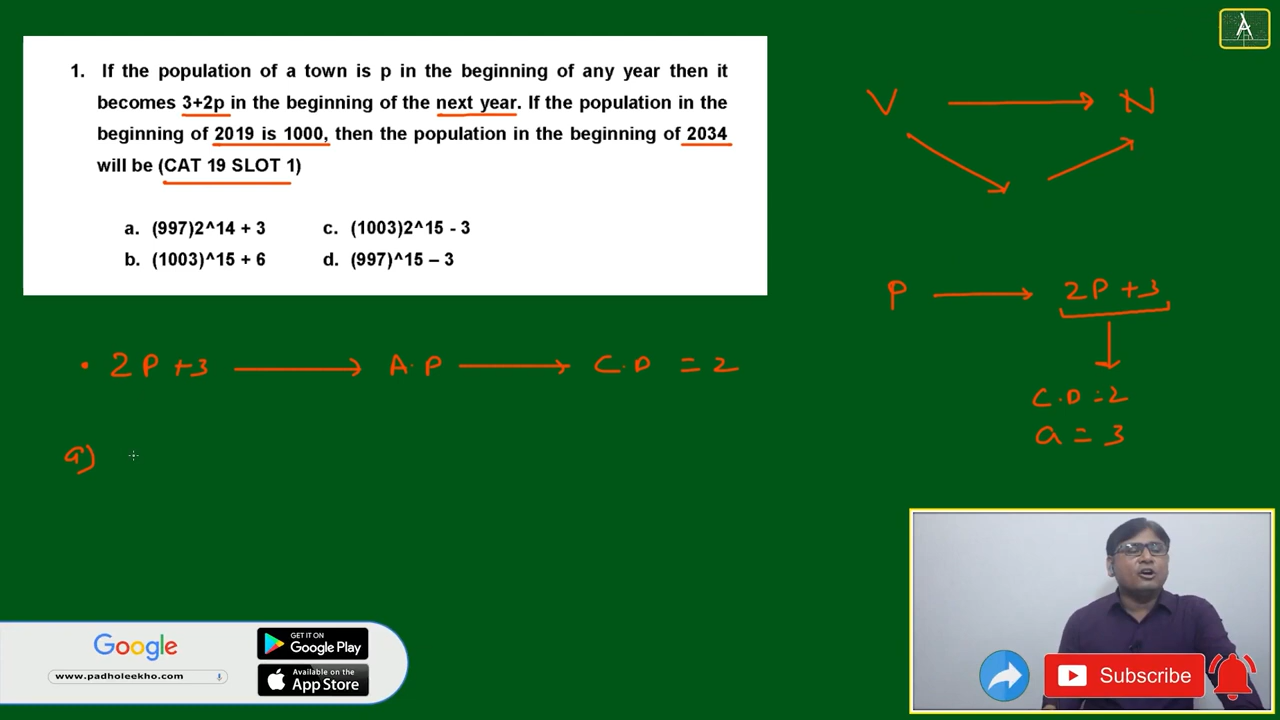 1. If the population of a town is p in the beginning of any year then it
becomes 3+2p in the beginning of the next year. If the population in the
beginning of 2019 is 1000, then the population in the beginning of 2034
will be (CAT 19 SLOT 1)
a. (997)2^14 + 3 c. (1003)2^15 - 3
b. (1003)^15 + 6 d. (997)^15 – 3
V N
P 2P + 3
C.D = 2
a = 3
• 2P + 3 A.P C.D = 2
a)
Google
www.padholeekho.com
GET IT ON
Google Play
Available on the
App Store
Subscribe
A